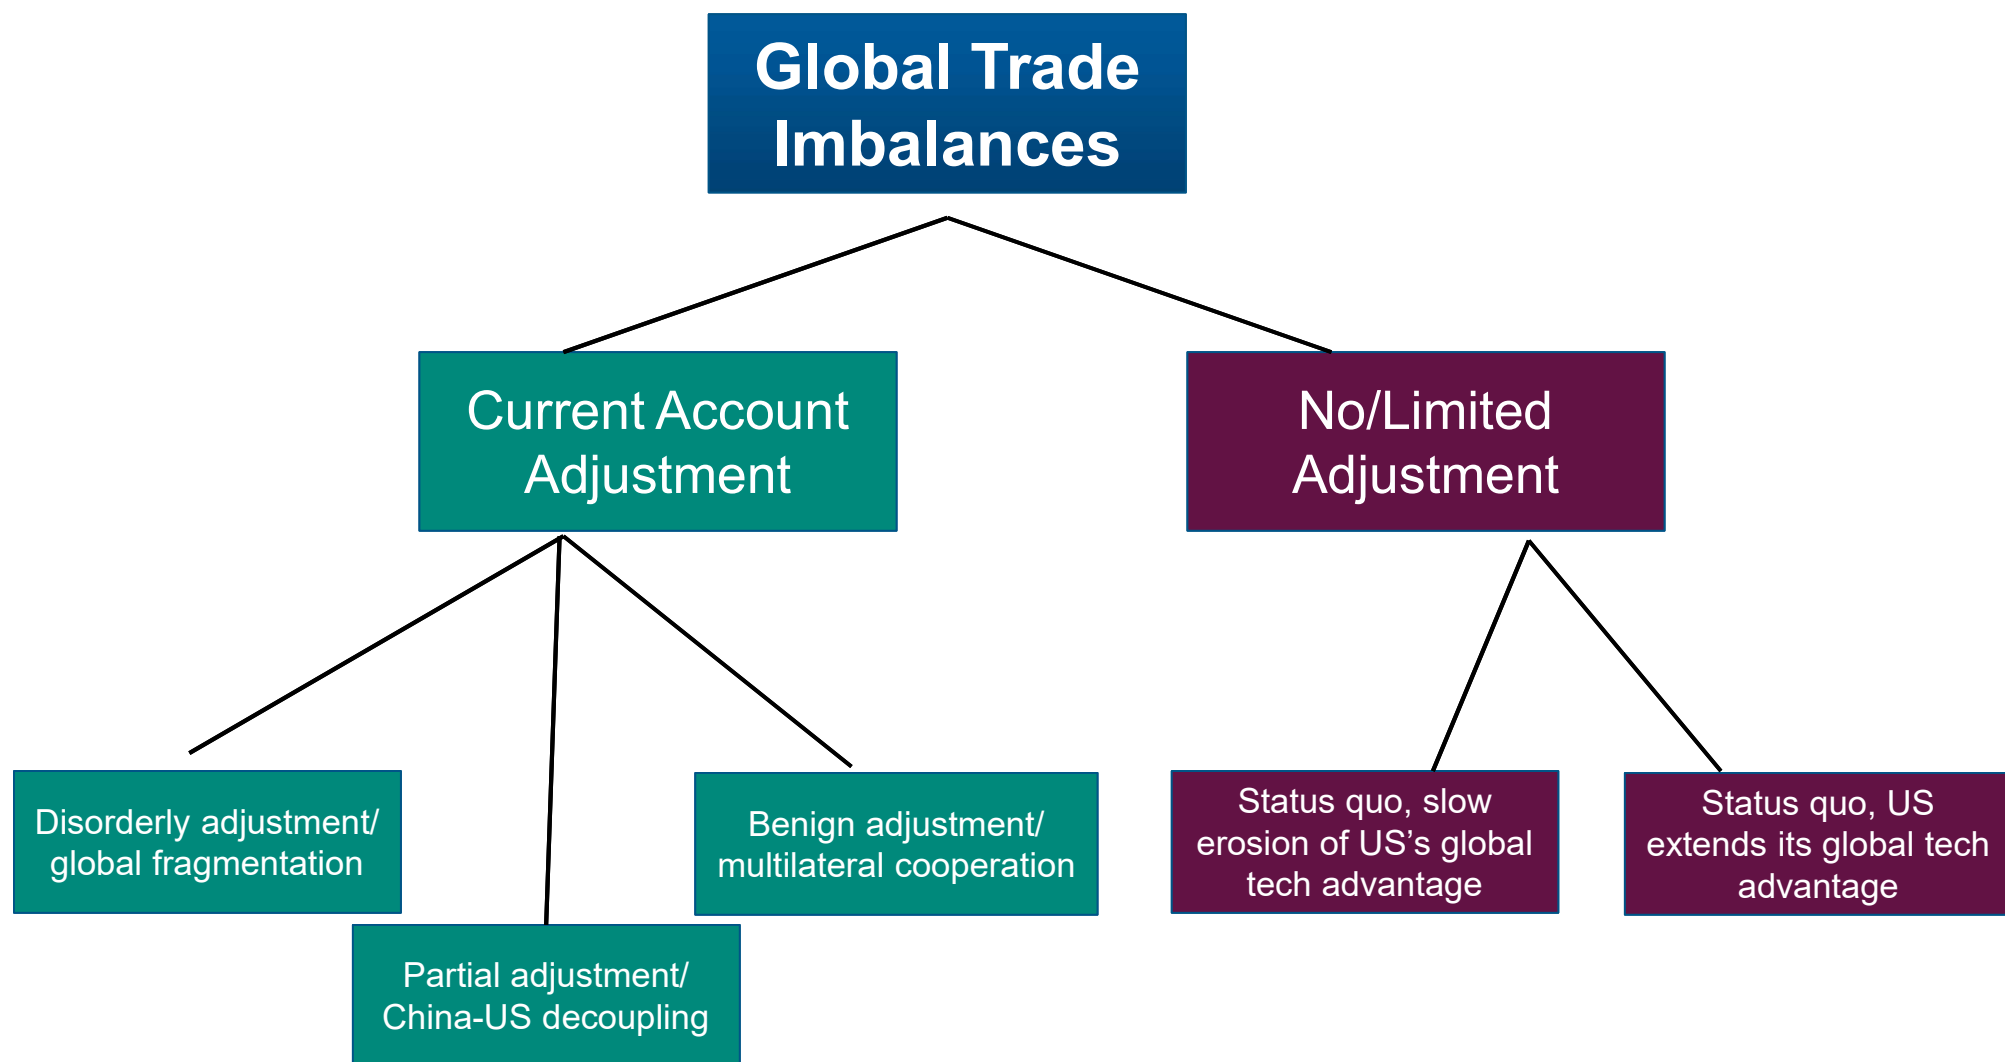 Global Trade
Imbalances
Current Account
Adjustment
No/Limited
Adjustment
Disorderly adjustment/
global fragmentation
Partial adjustment/
China-US decoupling
Benign adjustment/
multilateral cooperation
Status quo, slow
erosion of US’s global
tech advantage
Status quo, US
extends its global tech
advantage